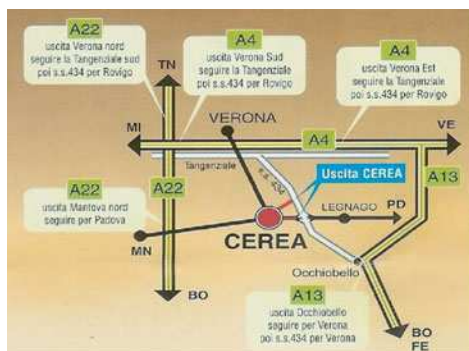 A22
uscita Verona nord
seguire la Tangenziale sud
poi s.s.434 per Rovigo
A4
uscita Verona Sud
seguire la Tangenziale
poi s.s.434 per Rovigo
A4
uscita Verona Est
seguire la Tangenziale
poi s.s.434 per Rovigo
TN
VERONA
MI
A4
VE
Tangenziale
s.s. 434
Uscita CEREA
A13
A22
uscita Mantova nord
seguire per Padova
A22
LEGNAGO
PD
MN
CEREA
Occhiobello
BO
A13
uscita Occhiobello
seguire per Verona
poi s.s.434 per Verona
BO
FE